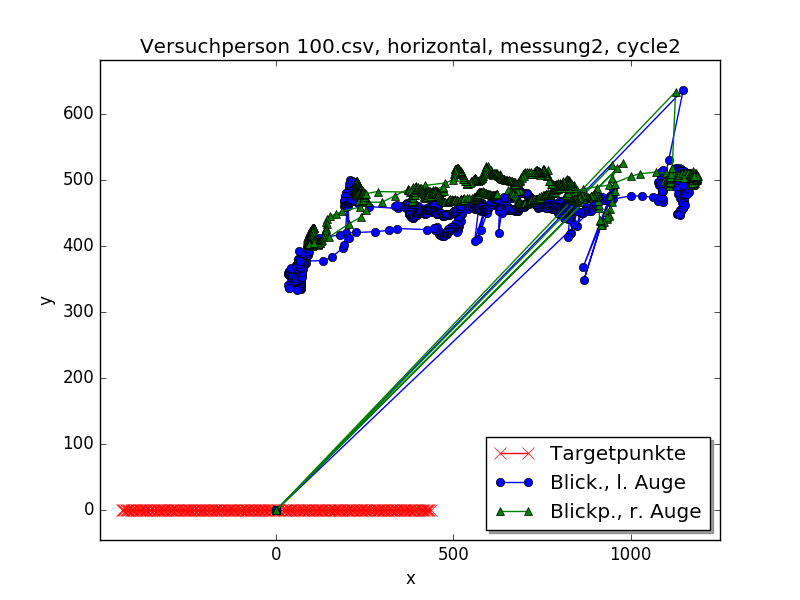 Versuchperson 100.csv, horizontal, messung2, cycle2
600
500
400
300
200
100
0
y
0 500 1000
x
Targetpunkte
Blick., l. Auge
Blickp., r. Auge